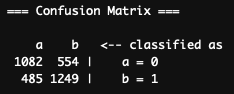 === Confusion Matrix ===
a b <-- classified as
1082 554 | a = 0
485 1249 | b = 1